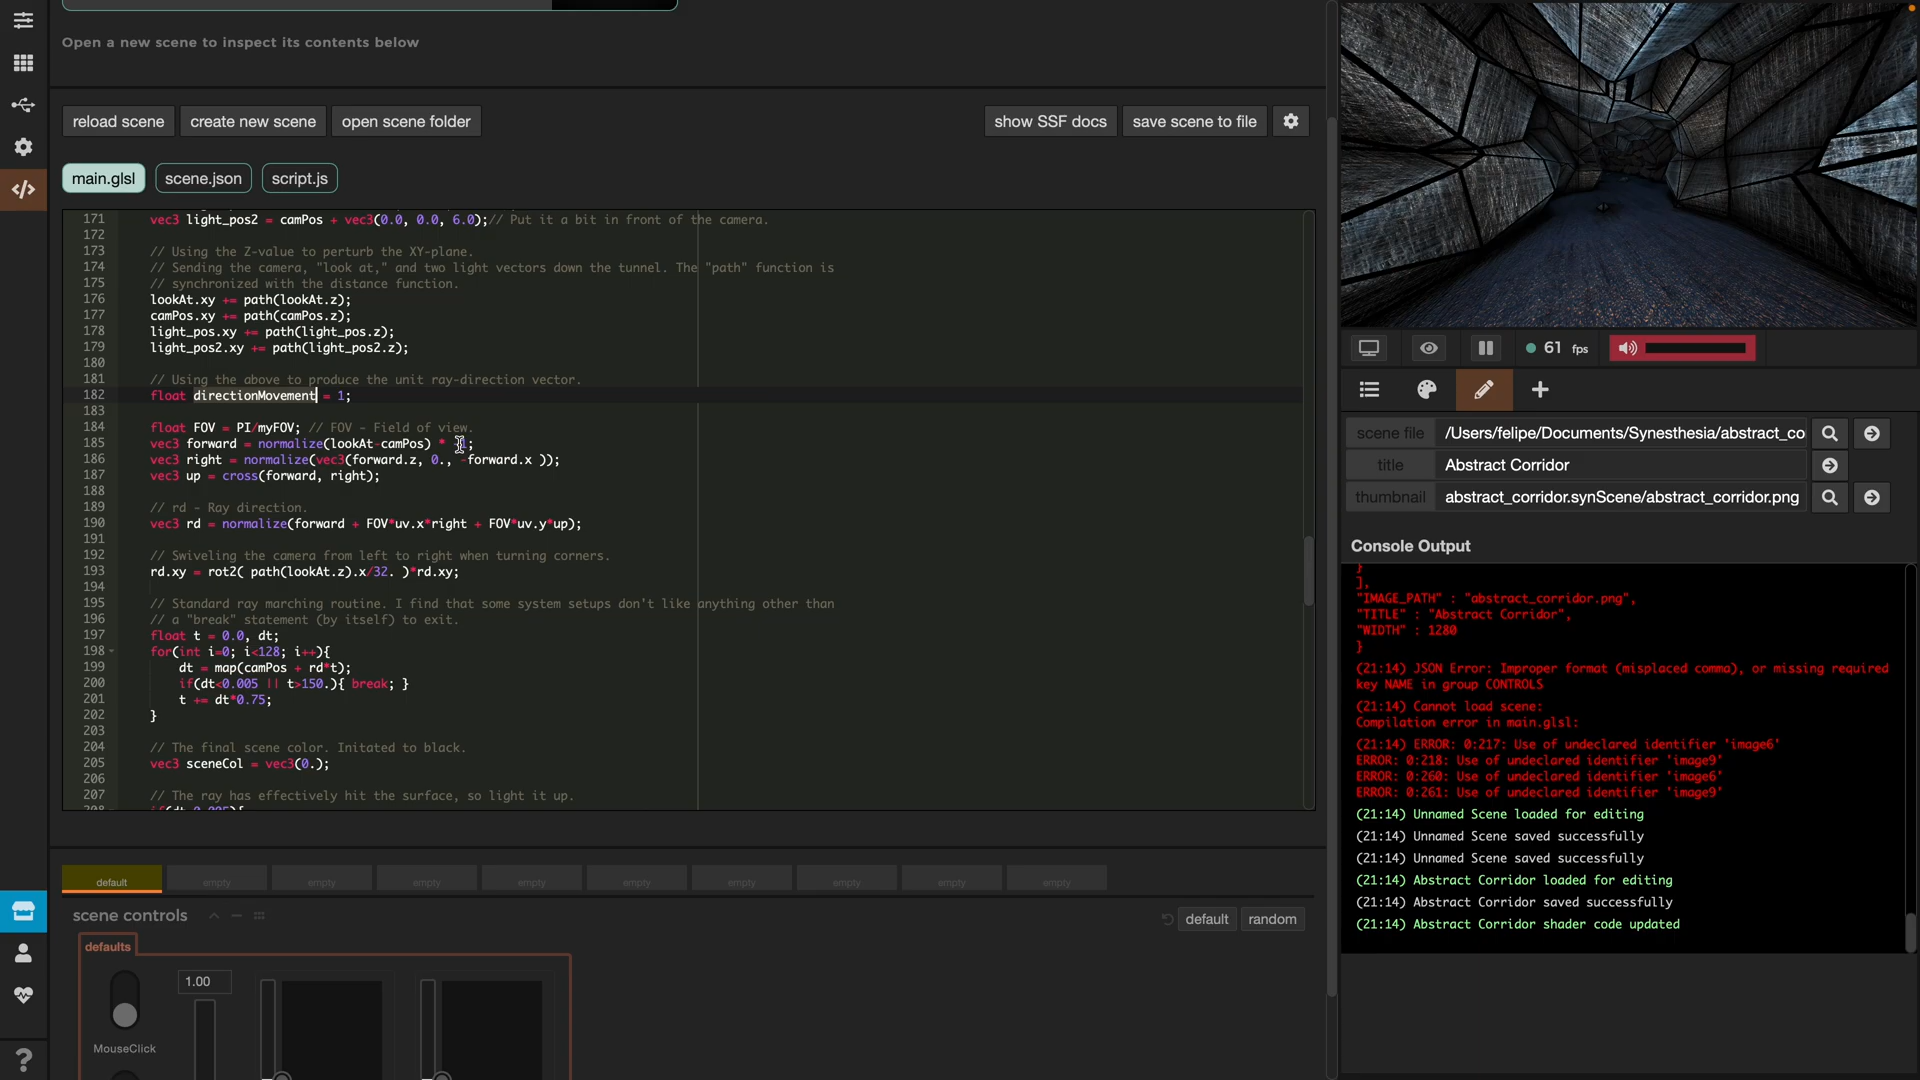 Open a new scene to inspect its contents below
reload scene
create new scene
open scene folder
show SSF docs
save scene to file
main.glsl
scene.json
script.js
171 vec3 light_pos2 = camPos + vec3(0.0, 0.0, 6.0);// Put it a bit in front of the camera.
172
173 // Using the Z-value to perturb the XY-plane.
174 // Sending the camera, "look at," and two light vectors down the tunnel. The "path" function is
175 // synchronized with the distance function.
176 lookAt.xy += path(lookAt.z);
177 camPos.xy += path(camPos.z);
178 light_pos.xy += path(light_pos.z);
179 light_pos2.xy += path(light_pos2.z);
180
181 // Using the above to produce the unit ray-direction vector.
182 float directionMovement = 1;
183
184 float FOV = PI/myFOV; // FOV - Field of view.
185 vec3 forward = normalize(lookAt-camPos) *
186 vec3 right = normalize(vec3(forward.z, 0., -forward.x ));
187 vec3 up = cross(forward, right);
188
189 // rd - Ray direction.
190 vec3 rd = normalize(forward + FOV*uv.x*right + FOV*uv.y*up);
191
192 // Swiveling the camera from left to right when turning corners.
193 rd.xy = rot2( path(lookAt.z).x/32. )*rd.xy;
194
195 // Standard ray marching routine. I find that some system setups don't like anything other than
196 // a "break" statement (by itself) to exit.
197 float t = 0.0, dt;
198 for(int i=0; i<128; i++){
199 dt = map(camPos + rd*t);
200 if(dt<0.005 || t>150.){ break; }
201 t += dt*0.75;
202 }
203
204 // The final scene color. Initated to black.
205 vec3 sceneCol = vec3(0.);
206
207 // The ray has effectively hit the surface, so light it up.
default
empty
empty
empty
empty
empty
empty
empty
empty
empty
scene controls
default
random
defaults
1.00
MouseClick
61 fps
scene file
/Users/felipe/Documents/Synesthesia/abstract_co
title
Abstract Corridor
thumbnail
abstract_corridor.synScene/abstract_corridor.png
Console Output
}
],
"IMAGE_PATH" : "abstract_corridor.png",
"TITLE" : "Abstract Corridor",
"WIDTH" : 1280
}
(21:14) JSON Error: Improper format (misplaced comma), or missing required
key NAME in group CONTROLS
(21:14) Cannot load scene:
Compilation error in main.glsl:
(21:14) ERROR: 0:217: Use of undeclared identifier 'image6'
ERROR: 0:218: Use of undeclared identifier 'image9'
ERROR: 0:260: Use of undeclared identifier 'image6'
ERROR: 0:261: Use of undeclared identifier 'image9'
(21:14) Unnamed Scene loaded for editing
(21:14) Unnamed Scene saved successfully
(21:14) Unnamed Scene saved successfully
(21:14) Abstract Corridor loaded for editing
(21:14) Abstract Corridor saved successfully
(21:14) Abstract Corridor shader code updated